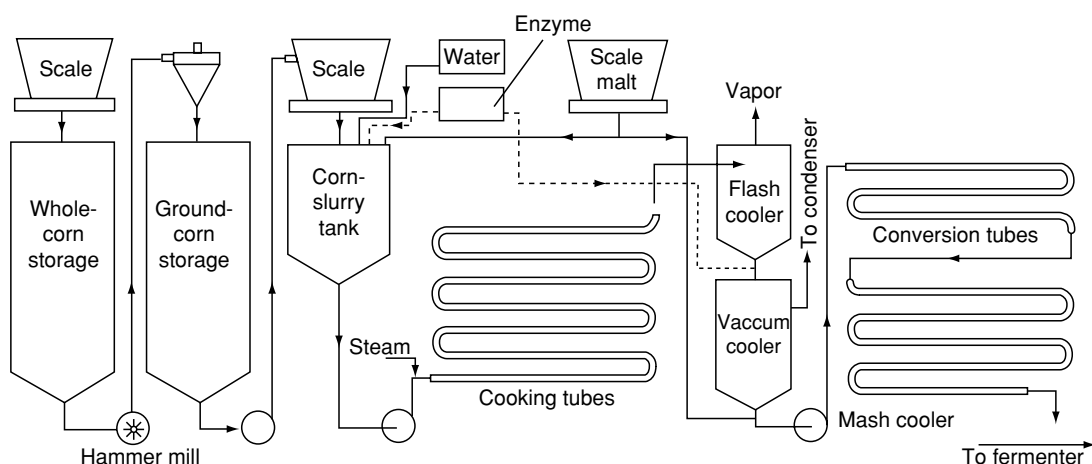 Enzyme
Scale
Scale
Water
Scale
malt
Vapor
To condenser
Whole-
corn
storage
Ground-
corn
storage
Corn-
slurry
tank
Flash
cooler
Conversion tubes
Vaccum
cooler
Steam
Cooking tubes
Mash cooler
Hammer mill
To fermenter